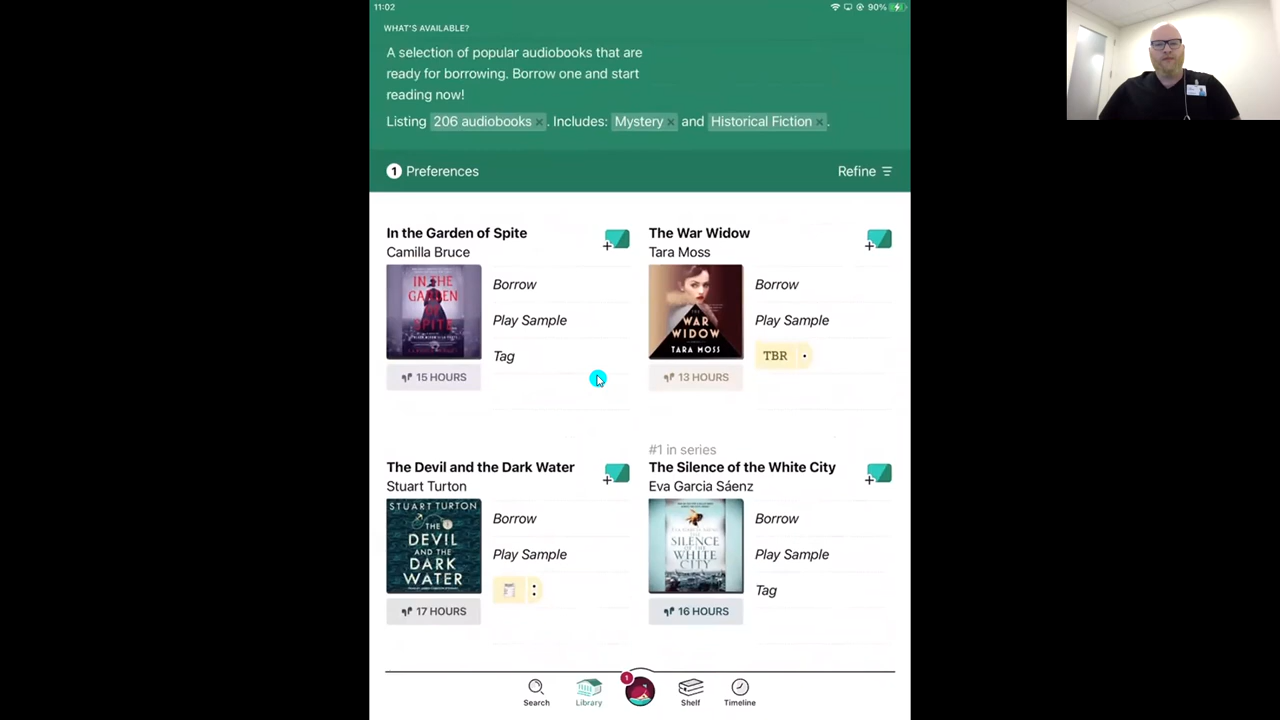 11:02
90%
WHAT'S AVAILABLE?
A selection of popular audiobooks that are
ready for borrowing. Borrow one and start
reading now!
Listing 206 audiobooks ×. Includes: Mystery × and Historical Fiction ×.
1 Preferences
Refine
In the Garden of Spite
Camilla Bruce
IN THE
GARDEN
OF
SPITE
Borrow
Play Sample
Tag
15 HOURS
The War Widow
Tara Moss
THE
WAR
WIDOW
TARA MOSS
Borrow
Play Sample
TBR
13 HOURS
The Devil and the Dark Water
Stuart Turton
STUART TURTON
THE
DEVIL
AND THE
DARK
WATER
Borrow
Play Sample
17 HOURS
#1 in series
The Silence of the White City
Eva Garcia Sáenz
THE
SILENCE
OF THE
WHITE
CITY
Borrow
Play Sample
Tag
16 HOURS
1
Search
Library
Shelf
Timeline